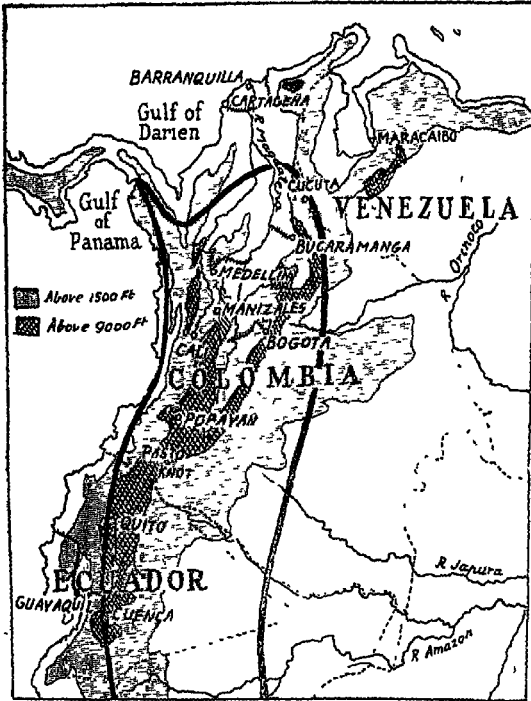 BARRANQUILLA
CARTAGENA
Gulf of
Darien
MARACAIBO
CUCUTA
Gulf
of
Panama
VENEZUELA
BUCARAMANGA
R Orinoco
MEDELLIN
Above 1500 Ft
MANIZALES
Above 9000 Ft
BOGOTA
CALI
COLOMBIA
POPAYAN
PASTO
KNOT
QUITO
R Japura
ECUADOR
GUAYAQUIL
CUENCA
R Amazon